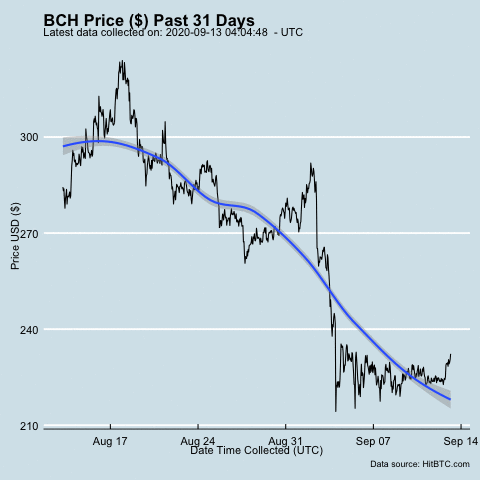 BCH Price ($) Past 31 Days
Latest data collected on: 2020-09-13 04:04:48 - UTC
Price USD ($)
300
270
240
210
Aug 17 Aug 24 Aug 31 Sep 07 Sep 14
Date Time Collected (UTC)
Data source: HitBTC.com